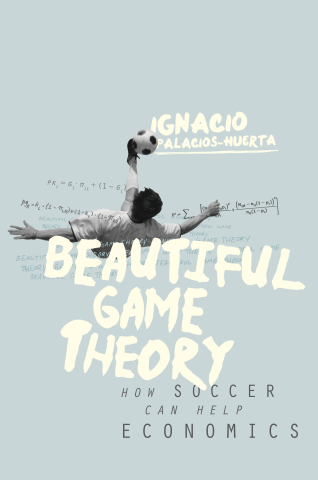 IGNACIO
PALACIOS-HUERTA
BEAUTIFUL
GAME
THEORY
HOW SOCCER
CAN HELP
ECONOMICS